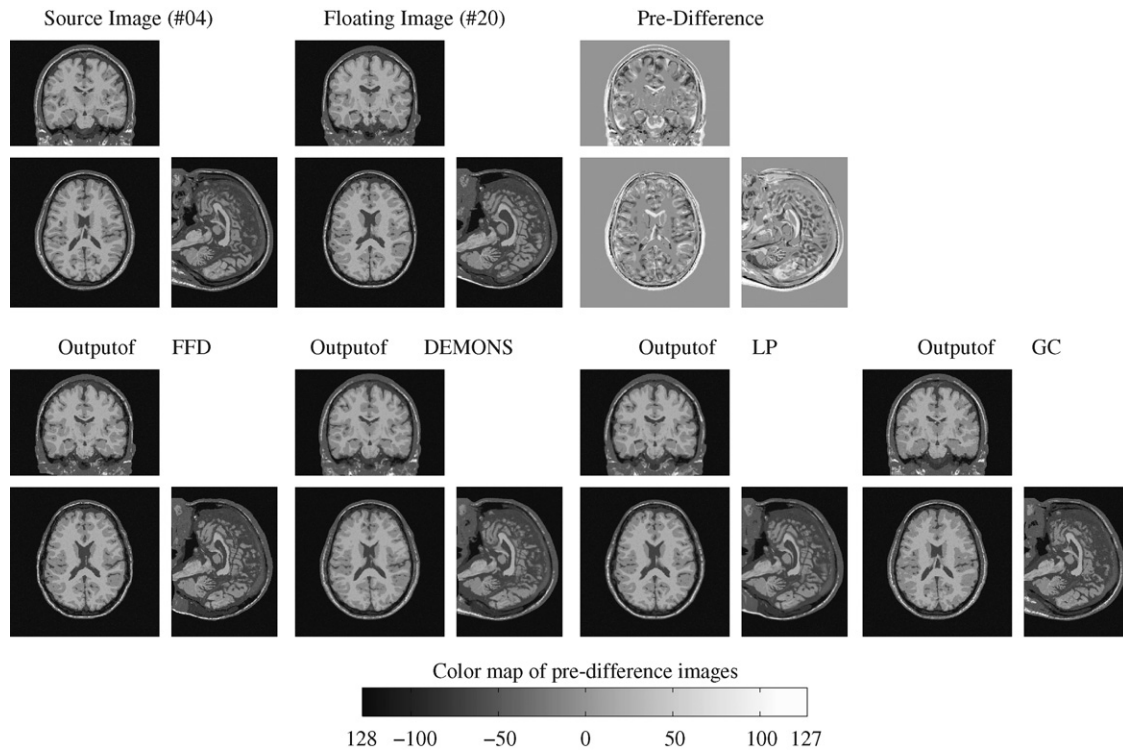 Source Image (#04) Floating Image (#20) Pre-Difference
Outputof FFD Outputof DEMONS Outputof LP Outputof GC
Color map of pre-difference images
128 −100 −50 0 50 100 127